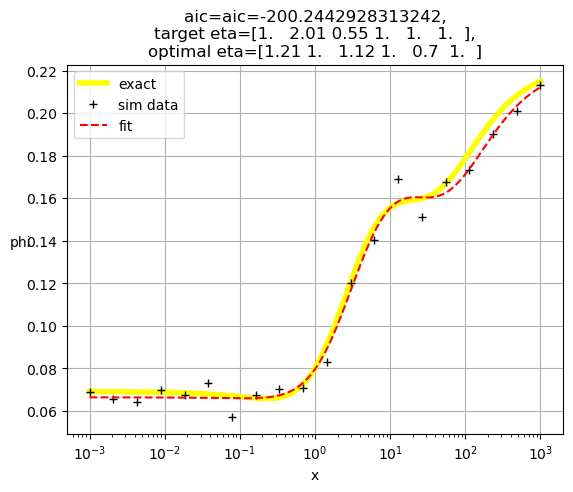 aic=aic=-200.2442928313242,
target eta=[1.   2.01 0.55 1.   1.   1.  ],
optimal eta=[1.21 1.   1.12 1.   0.7  1.  ]
0.22
exact
sim data
fit
0.20
0.18
0.16
phi
0.14
0.12
0.10
0.08
0.06
10⁻³
10⁻²
10⁻¹
10⁰
10¹
10²
10³
x